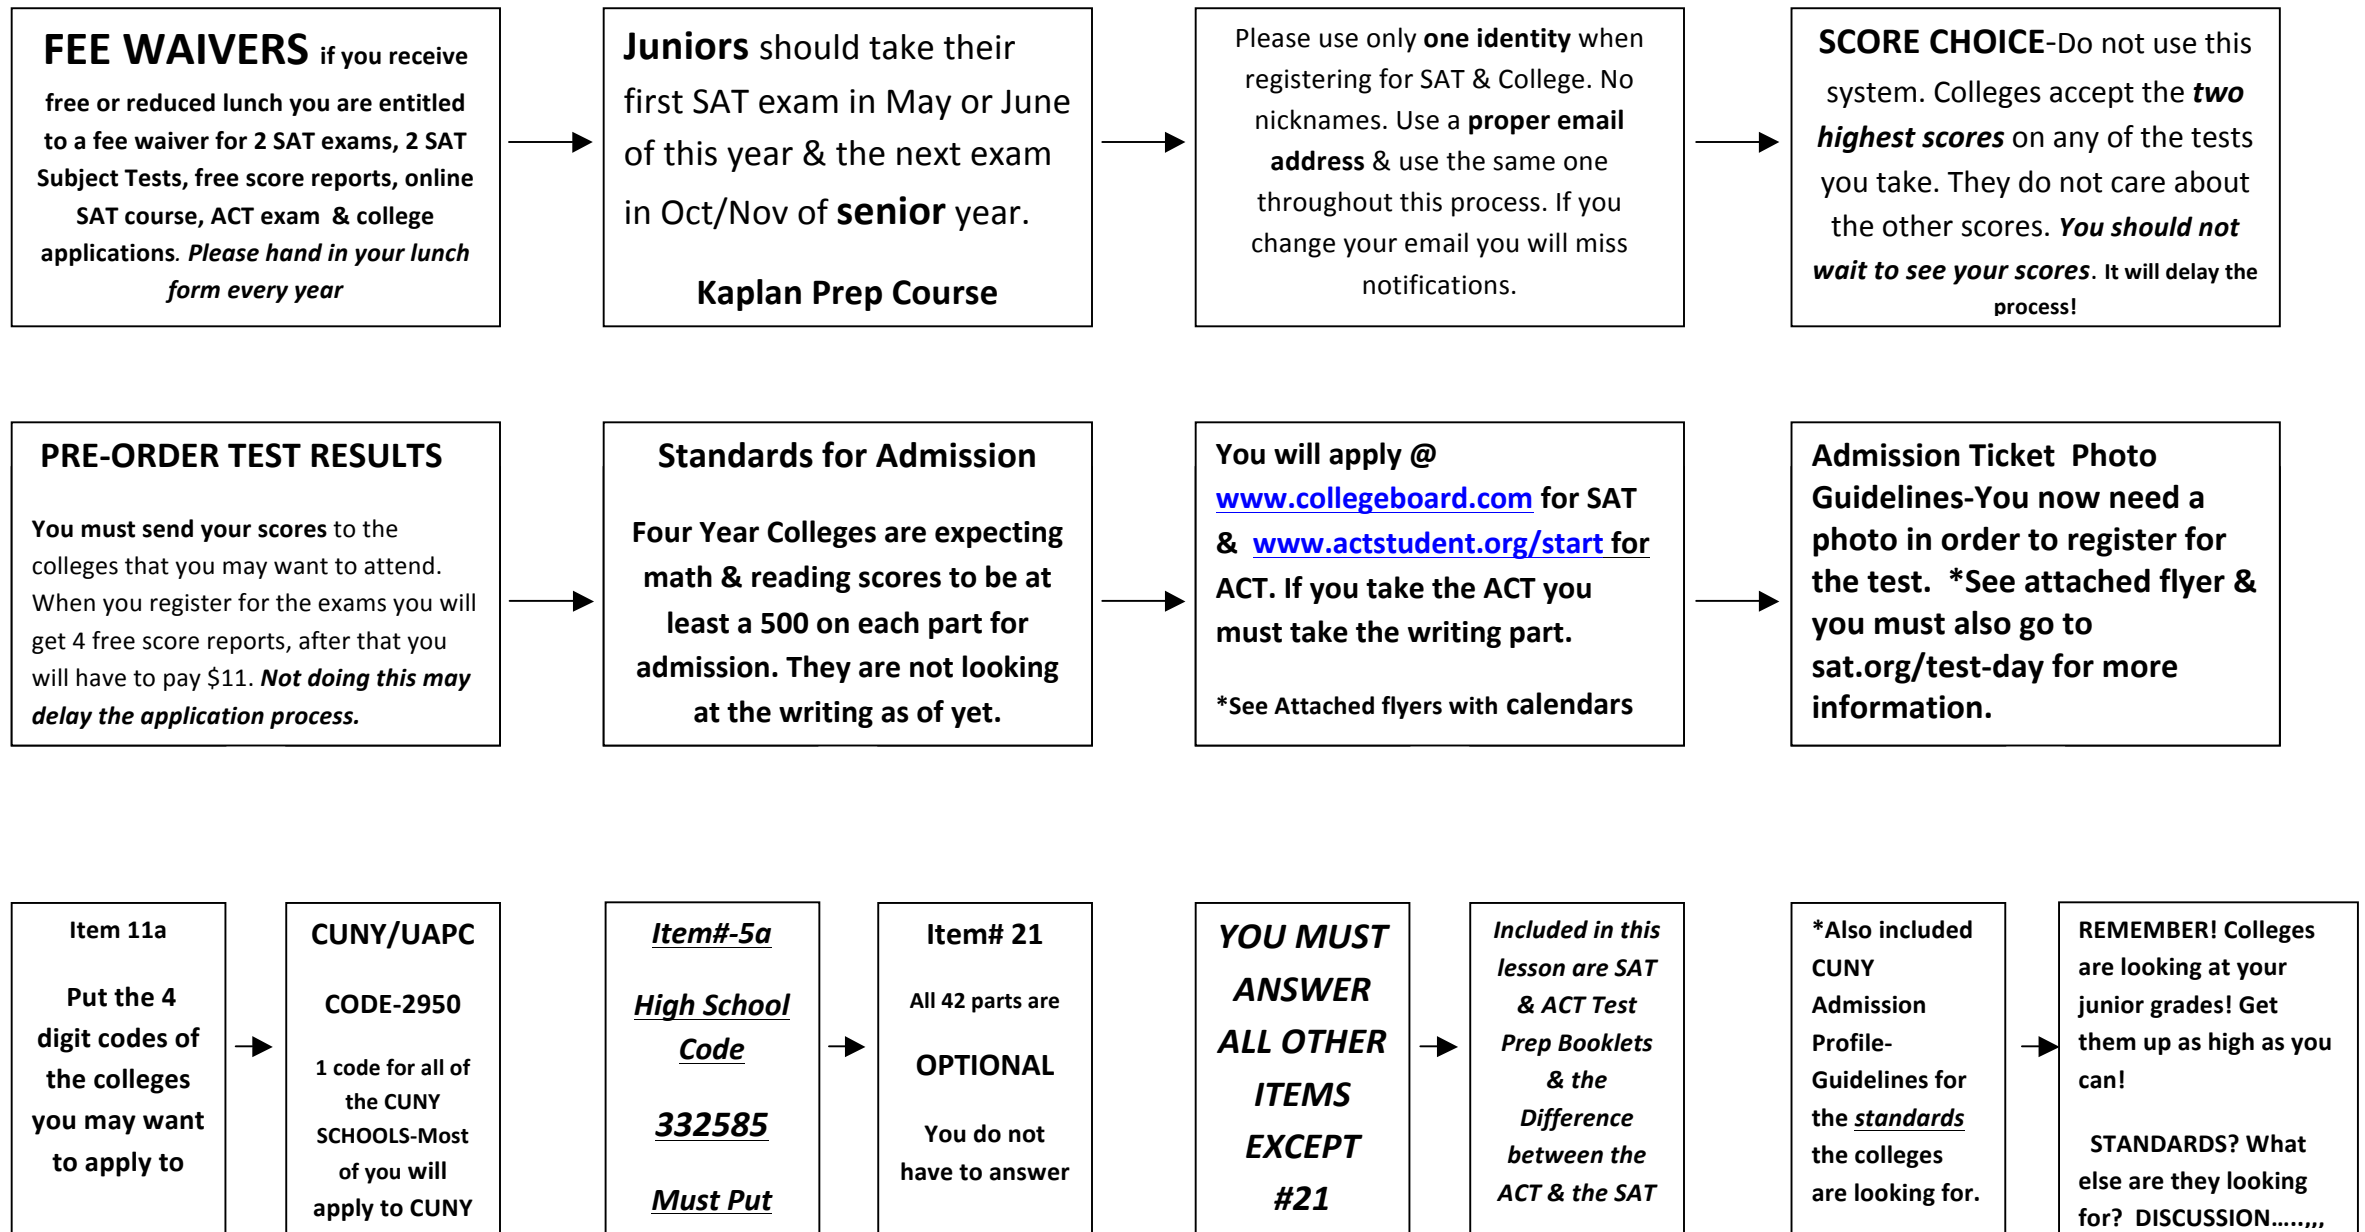 FEE WAIVERS if you receive
free or reduced lunch you are entitled
to a fee waiver for 2 SAT exams, 2 SAT
Subject Tests, free score reports, online
SAT course, ACT exam & college
applications. Please hand in your lunch
form every year
Juniors should take their
first SAT exam in May or June
of this year & the next exam
in Oct/Nov of senior year.
Kaplan Prep Course
Please use only one identity when
registering for SAT & College. No
nicknames. Use a proper email
address & use the same one
throughout this process. If you
change your email you will miss
notifications.
SCORE CHOICE-Do not use this
system. Colleges accept the two
highest scores on any of the tests
you take. They do not care about
the other scores. You should not
wait to see your scores. It will delay the
process!
PRE-ORDER TEST RESULTS
You must send your scores to the
colleges that you may want to attend.
When you register for the exams you will
get 4 free score reports, after that you
will have to pay $11. Not doing this may
delay the application process.
Standards for Admission
Four Year Colleges are expecting
math & reading scores to be at
least a 500 on each part for
admission. They are not looking
at the writing as of yet.
You will apply @
www.collegeboard.com for SAT
& www.actstudent.org/start for
ACT. If you take the ACT you
must take the writing part.
*See Attached flyers with calendars
Admission Ticket Photo
Guidelines-You now need a
photo in order to register for
the test. *See attached flyer &
you must also go to
sat.org/test-day for more
information.
Item 11a
Put the 4
digit codes of
the colleges
you may want
to apply to
CUNY/UAPC
CODE-2950
1 code for all of
the CUNY
SCHOOLS-Most
of you will
apply to CUNY
Item#-5a
High School
Code
332585
Must Put
Item# 21
All 42 parts are
OPTIONAL
You do not
have to answer
YOU MUST
ANSWER
ALL OTHER
ITEMS
EXCEPT
#21
Included in this
lesson are SAT
& ACT Test
Prep Booklets
& the
Difference
between the
ACT & the SAT
*Also included
CUNY
Admission
Profile-
Guidelines for
the standards
the colleges
are looking for.
REMEMBER! Colleges
are looking at your
junior grades! Get
them up as high as you
can!
STANDARDS? What
else are they looking
for? DISCUSSION…..,,,